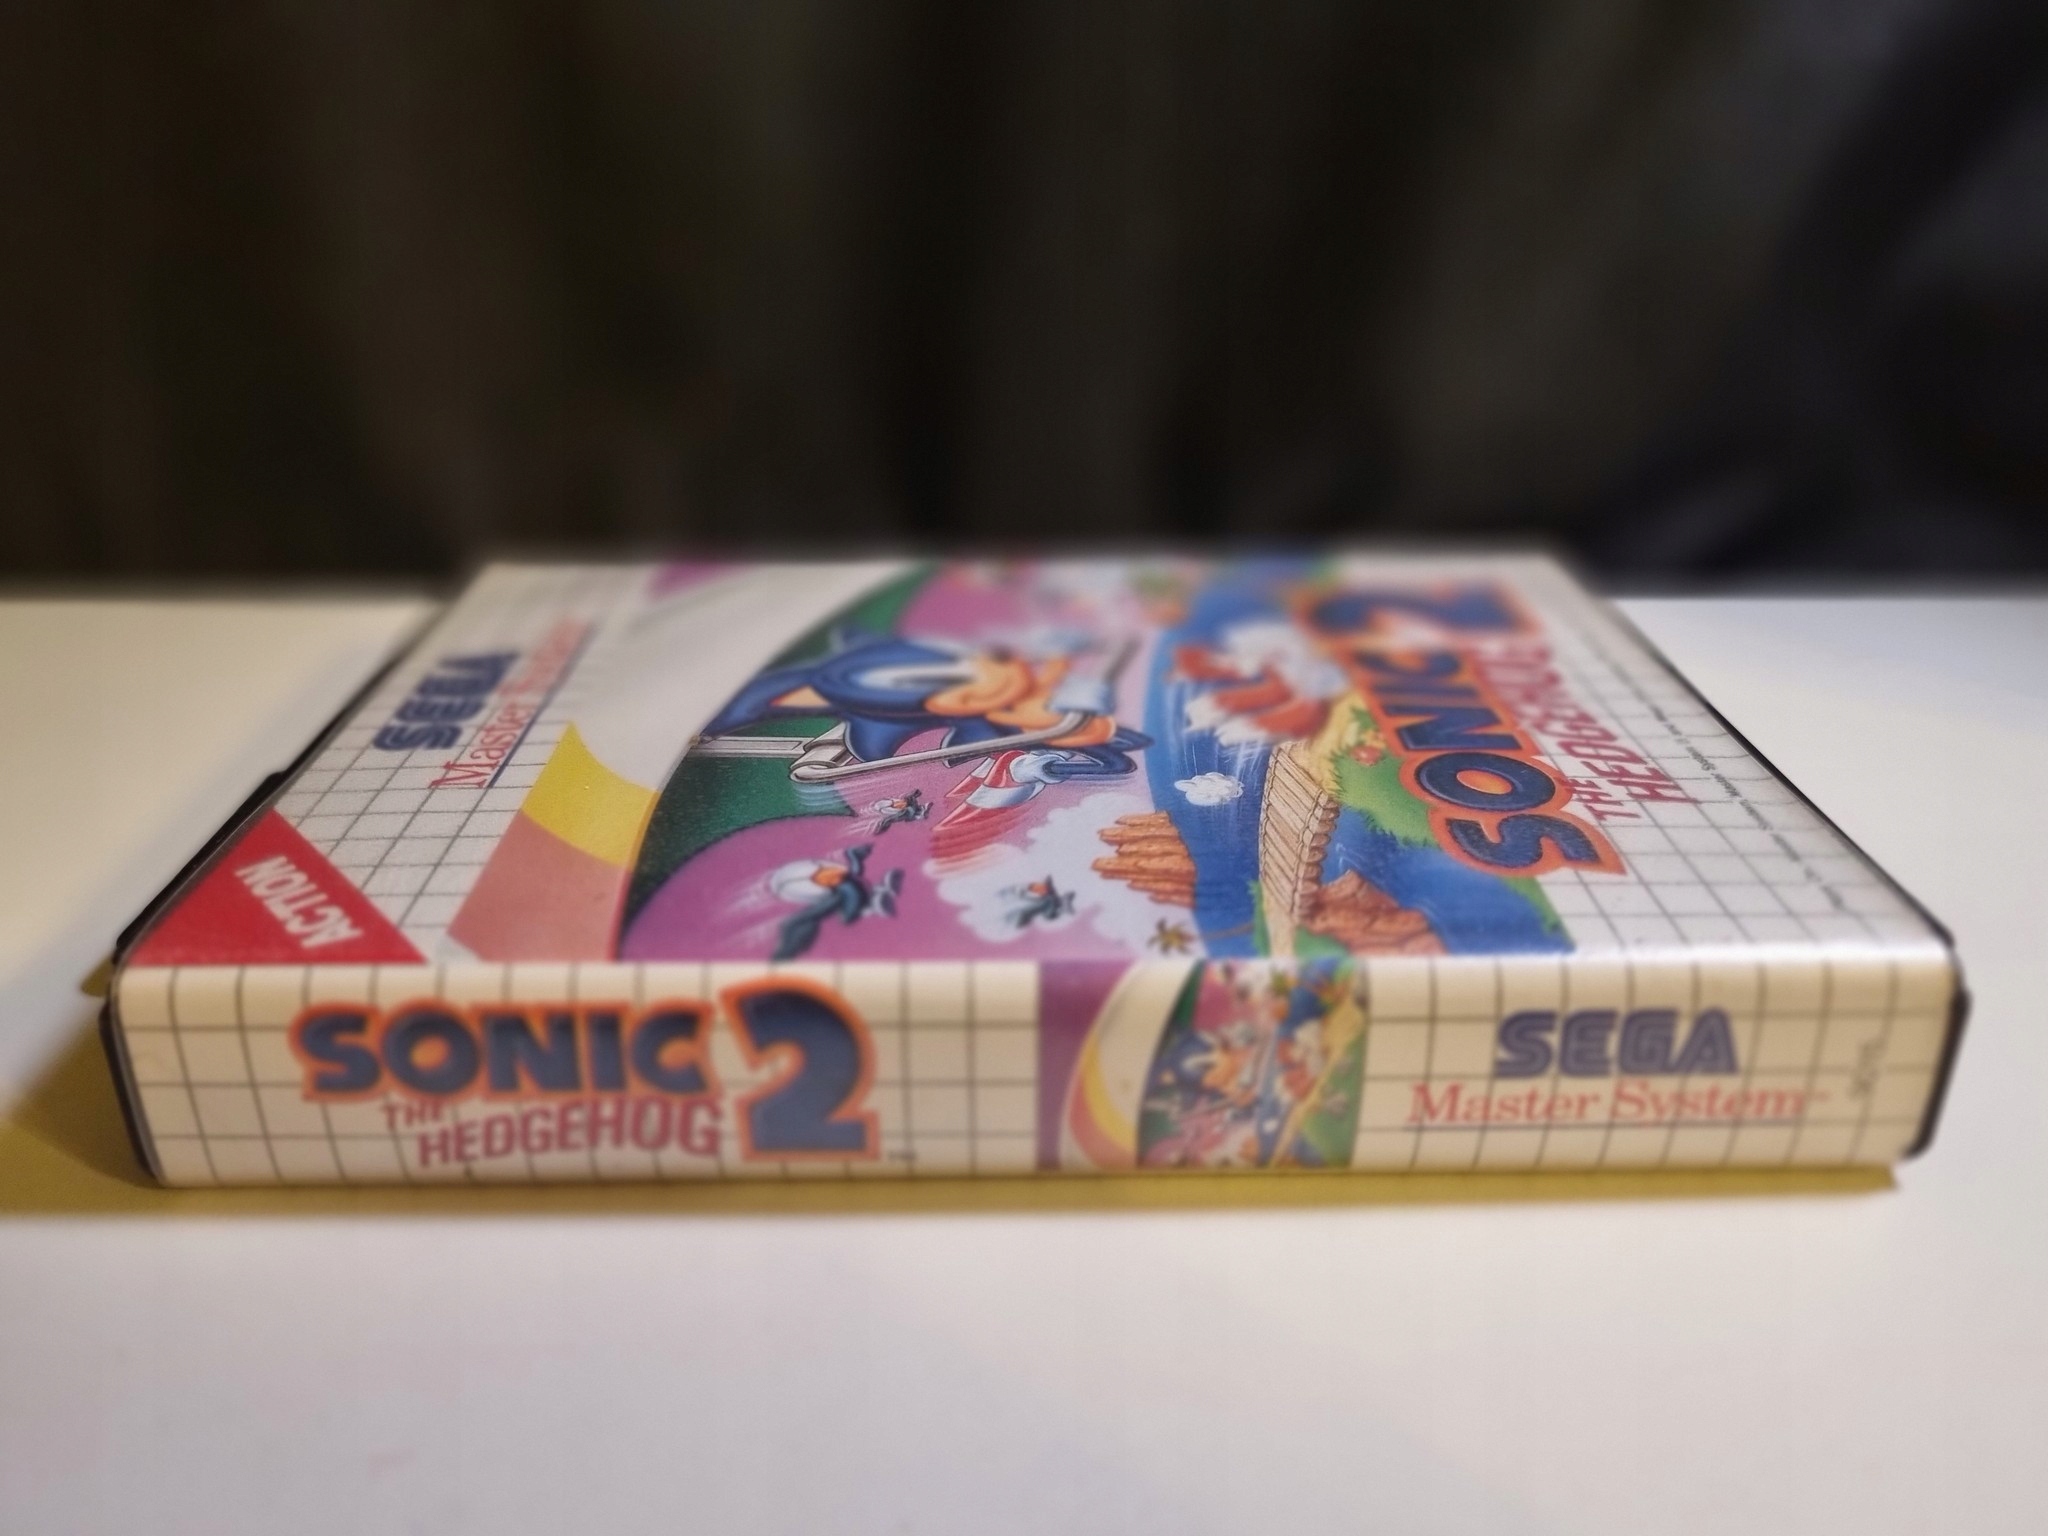 SEGA
Master System
ACTION
SONIC 2
THE
HEDGEHOG
SONIC 2
THE
HEDGEHOG
SEGA
Master System